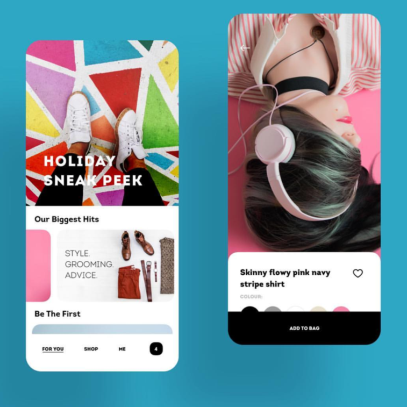 HOLIDAY
SNEAK PEEK
Our Biggest Hits
STYLE.
GROOMING.
ADVICE.
Be The First
FOR YOU SHOP ME 4
Skinny flowy pink navy
stripe shirt
COLOUR:
ADD TO BAG